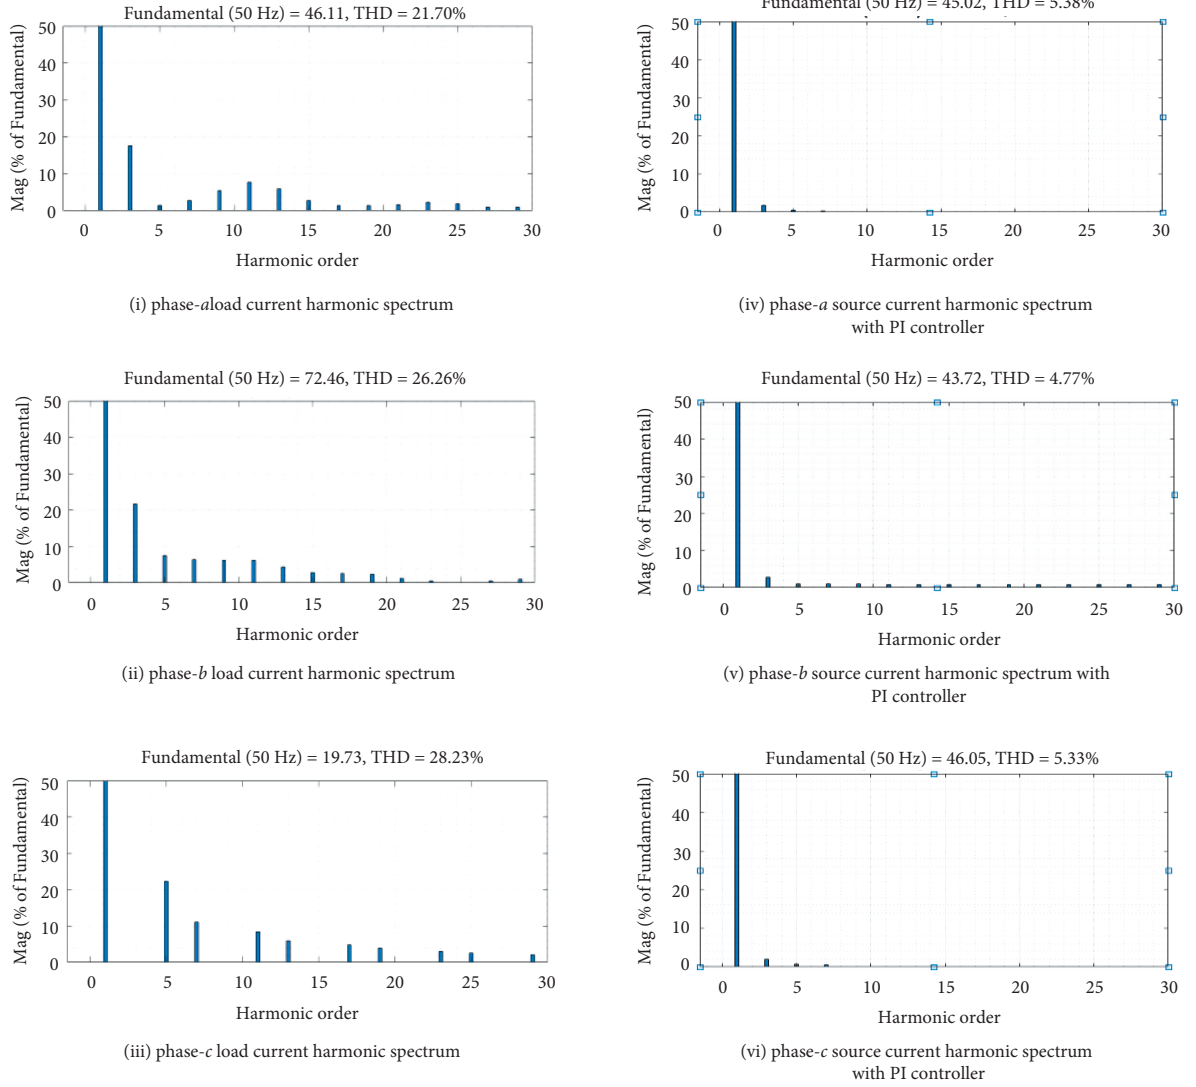 Fundamental (50 Hz) = 46.11, THD = 21.70%
50
40
30
20
10
0
Mag (% of Fundamental)
0 5 10 15 20 25 30
Harmonic order
(i) phase-aload current harmonic spectrum
Fundamental (50 Hz) = 72.46, THD = 26.26%
50
40
30
20
10
0
Mag (% of Fundamental)
0 5 10 15 20 25 30
Harmonic order
(ii) phase-b load current harmonic spectrum
Fundamental (50 Hz) = 19.73, THD = 28.23%
50
40
30
20
10
0
Mag (% of Fundamental)
0 5 10 15 20 25 30
Harmonic order
(iii) phase-c load current harmonic spectrum
Fundamental (50 Hz) = 45.02, THD = 5.38%
50
40
30
20
10
0
Mag (% of Fundamental)
0 5 10 15 20 25 30
Harmonic order
(iv) phase-a source current harmonic spectrum
with PI controller
Fundamental (50 Hz) = 43.72, THD = 4.77%
50
40
30
20
10
0
Mag (% of Fundamental)
0 5 10 15 20 25 30
Harmonic order
(v) phase-b source current harmonic spectrum with
PI controller
Fundamental (50 Hz) = 46.05, THD = 5.33%
50
40
30
20
10
0
Mag (% of Fundamental)
0 5 10 15 20 25 30
Harmonic order
(vi) phase-c source current harmonic spectrum
with PI controller